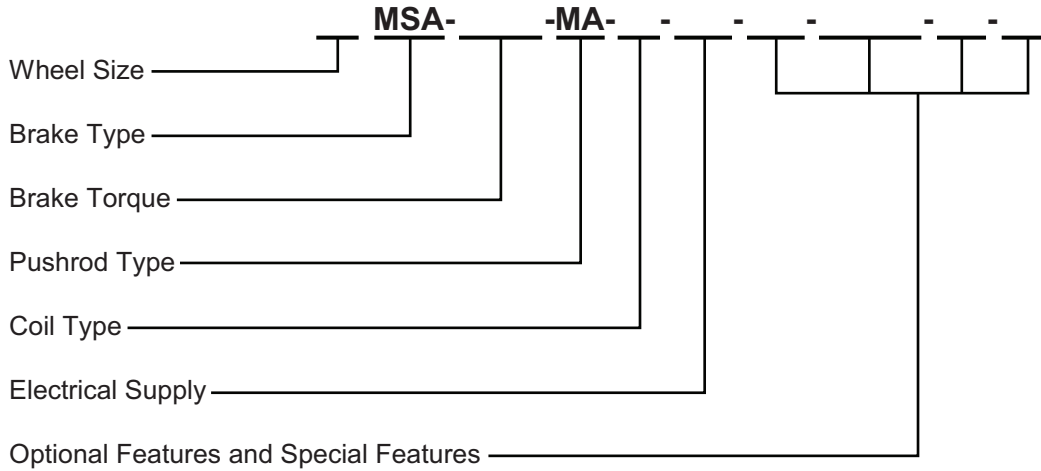 MSA- -MA- - - - - -
Wheel Size
Brake Type
Brake Torque
Pushrod Type
Coil Type
Electrical Supply
Optional Features and Special Features